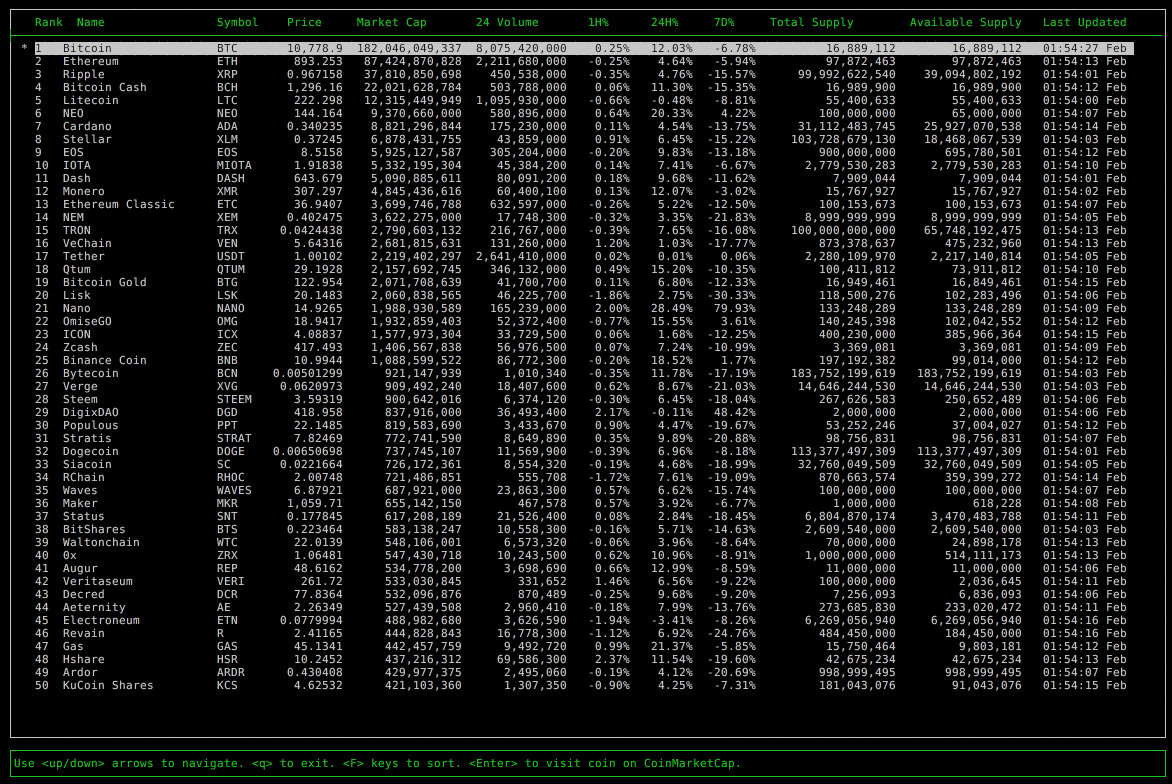 Rank Name Symbol Price Market Cap 24 Volume 1H% 24H% 7D% Total Supply Available Supply Last Updated
* 1 Bitcoin BTC 10,778.9 182,046,049,337 8,075,420,000 0.25% 12.03% -6.78% 16,889,112 16,889,112 01:54:27 Feb
2 Ethereum ETH 893.253 87,424,870,828 2,211,680,000 -0.25% 4.64% -5.94% 97,872,463 97,872,463 01:54:13 Feb
3 Ripple XRP 0.967158 37,810,850,698 450,538,000 -0.35% 4.76% -15.57% 99,992,622,540 39,094,802,192 01:54:01 Feb
4 Bitcoin Cash BCH 1,296.16 22,021,628,784 503,788,000 0.06% 11.30% -15.35% 16,989,900 16,989,900 01:54:12 Feb
5 Litecoin LTC 222.298 12,315,449,949 1,095,930,000 -0.66% -0.48% -8.81% 55,400,633 55,400,633 01:54:00 Feb
6 NEO NEO 144.164 9,370,660,000 580,896,000 0.64% 20.33% 4.22% 100,000,000 65,000,000 01:54:07 Feb
7 Cardano ADA 0.340235 8,821,296,844 175,230,000 0.11% 4.54% -13.75% 31,112,483,745 25,927,070,538 01:54:14 Feb
8 Stellar XLM 0.37245 6,878,431,755 43,859,000 0.91% 6.45% -15.22% 103,728,679,130 18,468,067,539 01:54:03 Feb
9 EOS EOS 8.5158 5,925,127,587 305,204,000 -0.20% 9.83% -13.18% 900,000,000 695,780,501 01:54:12 Feb
10 IOTA MIOTA 1.91838 5,332,195,304 45,384,200 0.14% 7.41% -6.67% 2,779,530,283 2,779,530,283 01:54:10 Feb
11 Dash DASH 643.679 5,090,885,611 80,091,200 0.18% 9.68% -11.62% 7,909,044 7,909,044 01:54:01 Feb
12 Monero XMR 307.297 4,845,436,616 60,400,100 0.13% 12.07% -3.02% 15,767,927 15,767,927 01:54:02 Feb
13 Ethereum Classic ETC 36.9407 3,699,746,788 632,597,000 -0.26% 5.22% -12.50% 100,153,673 100,153,673 01:54:07 Feb
14 NEM XEM 0.402475 3,622,275,000 17,748,300 -0.32% 3.35% -21.83% 8,999,999,999 8,999,999,999 01:54:05 Feb
15 TRON TRX 0.0424438 2,790,603,132 216,767,000 -0.39% 7.65% -16.08% 100,000,000,000 65,748,192,475 01:54:13 Feb
16 VeChain VEN 5.64316 2,681,815,631 131,260,000 1.20% 1.03% -17.77% 873,378,637 475,232,960 01:54:13 Feb
17 Tether USDT 1.00102 2,219,402,297 2,641,410,000 0.02% 0.01% 0.06% 2,280,109,970 2,217,140,814 01:54:05 Feb
18 Qtum QTUM 29.1928 2,157,692,745 346,132,000 0.49% 15.20% -10.35% 100,411,812 73,911,812 01:54:10 Feb
19 Bitcoin Gold BTG 122.954 2,071,708,639 41,700,700 0.11% 6.80% -12.33% 16,949,461 16,849,461 01:54:15 Feb
20 Lisk LSK 20.1483 2,060,838,565 46,225,700 -1.86% 2.75% -30.33% 118,500,276 102,283,496 01:54:06 Feb
21 Nano NANO 14.9265 1,988,930,589 165,239,000 2.00% 28.49% 79.93% 133,248,289 133,248,289 01:54:09 Feb
22 OmiseGO OMG 18.9417 1,932,859,403 52,372,400 -0.77% 15.55% 3.61% 140,245,398 102,042,552 01:54:12 Feb
23 ICON ICX 4.08837 1,577,973,304 33,729,500 0.06% 1.68% -12.25% 400,230,000 385,966,364 01:54:15 Feb
24 Zcash ZEC 417.493 1,406,567,838 56,976,500 0.07% 7.24% -10.99% 3,369,081 3,369,081 01:54:09 Feb
25 Binance Coin BNB 10.9944 1,088,599,522 86,772,300 -0.20% 18.52% 1.77% 197,192,382 99,014,000 01:54:12 Feb
26 Bytecoin BCN 0.00501299 921,147,939 1,010,340 -0.35% 11.78% -17.19% 183,752,199,619 183,752,199,619 01:54:03 Feb
27 Verge XVG 0.0620973 909,492,240 18,407,600 0.62% 8.67% -21.03% 14,646,244,530 14,646,244,530 01:54:03 Feb
28 Steem STEEM 3.59319 900,642,016 6,374,120 -0.30% 6.45% -18.04% 267,626,583 250,652,489 01:54:06 Feb
29 DigixDAO DGD 418.958 837,916,000 36,493,400 2.17% -0.11% 48.42% 2,000,000 2,000,000 01:54:06 Feb
30 Populous PPT 22.1485 819,583,690 3,433,670 0.90% 4.47% -19.67% 53,252,246 37,004,027 01:54:12 Feb
31 Stratis STRAT 7.82469 772,741,590 8,649,890 0.35% 9.89% -20.88% 98,756,831 98,756,831 01:54:07 Feb
32 Dogecoin DOGE 0.00650698 737,745,107 11,569,900 -0.39% 6.96% -8.18% 113,377,497,309 113,377,497,309 01:54:01 Feb
33 Siacoin SC 0.0221664 726,172,361 8,554,320 -0.19% 4.68% -18.99% 32,760,049,509 32,760,049,509 01:54:05 Feb
34 RChain RHOC 2.00748 721,486,851 555,708 -1.72% 7.61% -19.09% 870,663,574 359,399,272 01:54:14 Feb
35 Waves WAVES 6.87921 687,921,000 23,863,300 0.57% 6.62% -15.74% 100,000,000 100,000,000 01:54:07 Feb
36 Maker MKR 1,059.71 655,142,150 467,578 0.57% 3.92% -6.77% 1,000,000 618,228 01:54:08 Feb
37 Status SNT 0.177845 617,208,189 21,526,400 0.08% 2.84% -18.45% 6,804,870,174 3,470,483,788 01:54:11 Feb
38 BitShares BTS 0.223464 583,138,247 10,558,300 -0.16% 5.71% -14.63% 2,609,540,000 2,609,540,000 01:54:03 Feb
39 Waltonchain WTC 22.0139 548,106,001 6,573,320 -0.06% 3.96% -8.64% 70,000,000 24,898,178 01:54:13 Feb
40 0x ZRX 1.06481 547,430,718 10,243,500 0.62% 10.96% -8.91% 1,000,000,000 514,111,173 01:54:13 Feb
41 Augur REP 48.6162 534,778,200 3,698,690 0.66% 12.99% -8.59% 11,000,000 11,000,000 01:54:06 Feb
42 Veritaseum VERI 261.72 533,030,845 331,652 1.46% 6.56% -9.22% 100,000,000 2,036,645 01:54:11 Feb
43 Decred DCR 77.8364 532,096,876 870,489 -0.25% 9.68% -9.20% 7,256,093 6,836,093 01:54:06 Feb
44 Aeternity AE 2.26349 527,439,508 2,960,410 -0.18% 7.99% -13.76% 273,685,830 233,020,472 01:54:11 Feb
45 Electroneum ETN 0.0779994 488,982,680 3,626,590 -1.94% -3.41% -8.26% 6,269,056,940 6,269,056,940 01:54:16 Feb
46 Revain R 2.41165 444,828,843 16,778,300 -1.12% 6.92% -24.76% 484,450,000 184,450,000 01:54:16 Feb
47 Gas GAS 45.1341 442,457,759 9,492,720 0.99% 21.37% -5.85% 15,750,464 9,803,181 01:54:12 Feb
48 Hshare HSR 10.2452 437,216,312 69,586,300 2.37% 11.54% -19.60% 42,675,234 42,675,234 01:54:13 Feb
49 Ardor ARDR 0.430408 429,977,375 2,495,060 -0.19% 4.12% -20.69% 998,999,495 998,999,495 01:54:07 Feb
50 KuCoin Shares KCS 4.62532 421,103,360 1,307,350 -0.90% 4.25% -7.31% 181,043,076 91,043,076 01:54:15 Feb
Use <up/down> arrows to navigate. <q> to exit. <F> keys to sort. <Enter> to visit coin on CoinMarketCap.